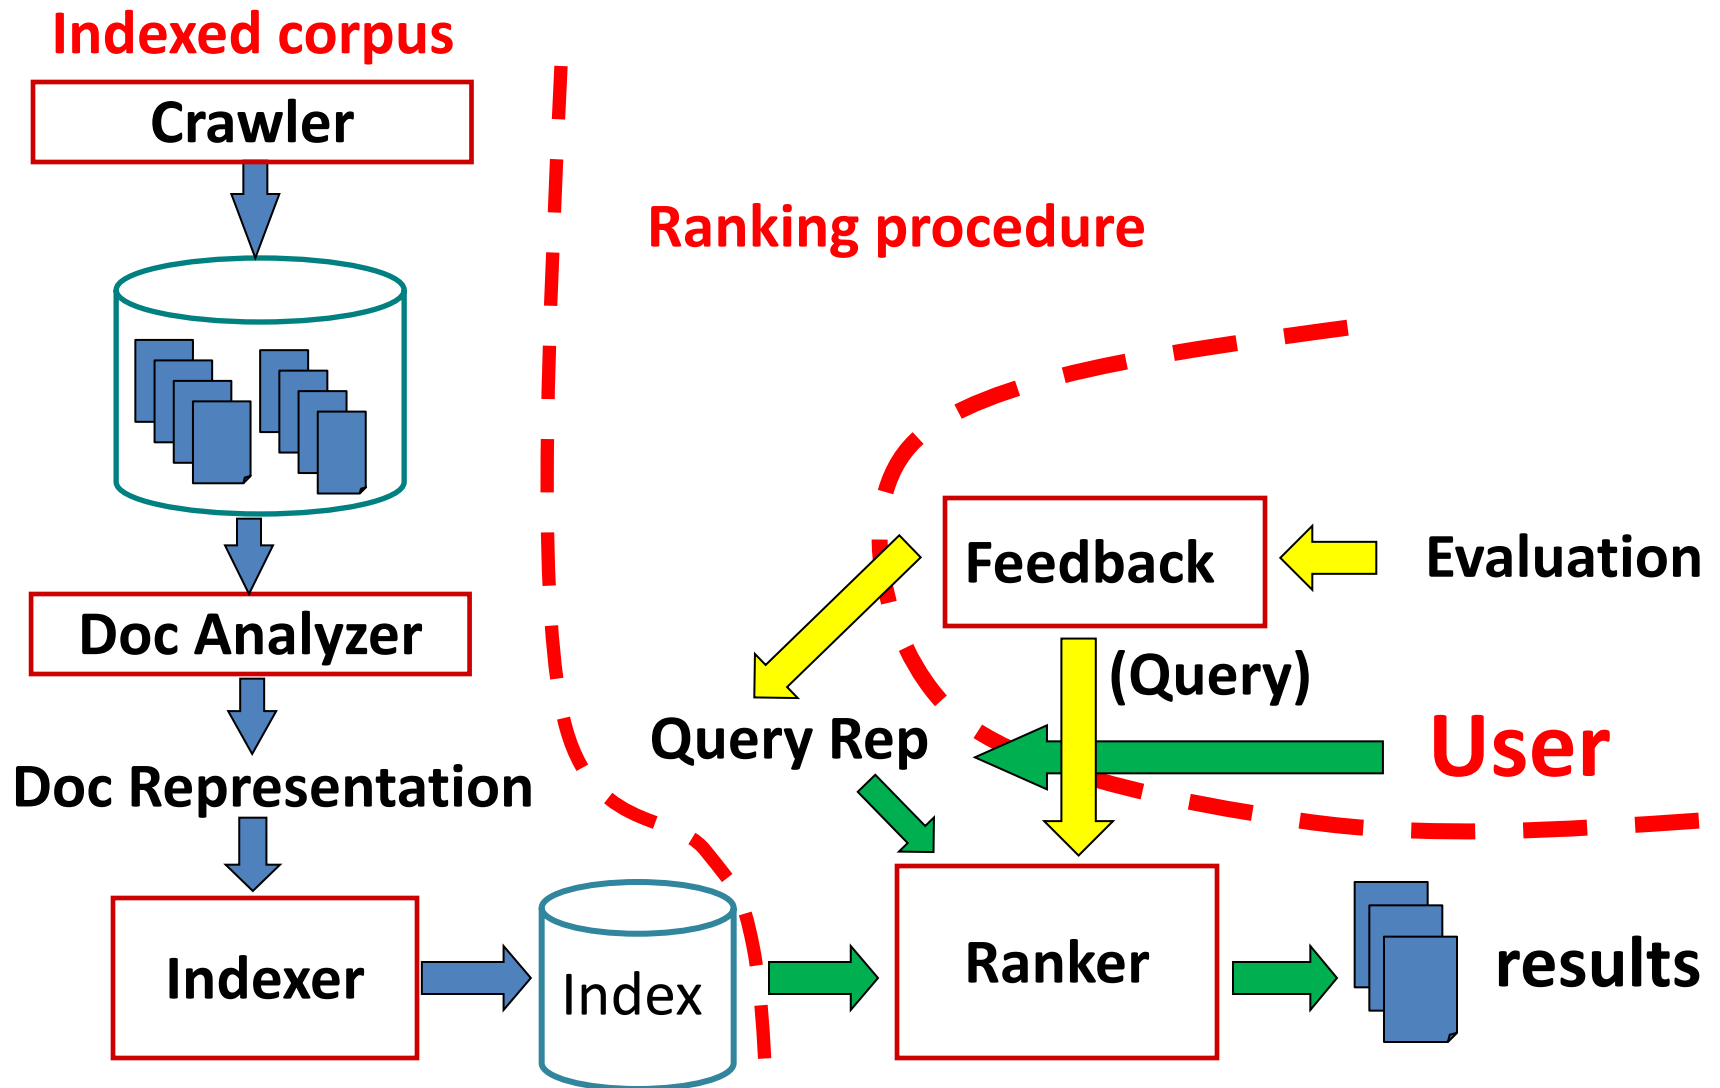 Indexed corpus
Crawler
Ranking procedure
Feedback
Evaluation
Doc Analyzer
(Query)
Query Rep
User
Doc Representation
Indexer
Index
Ranker
results